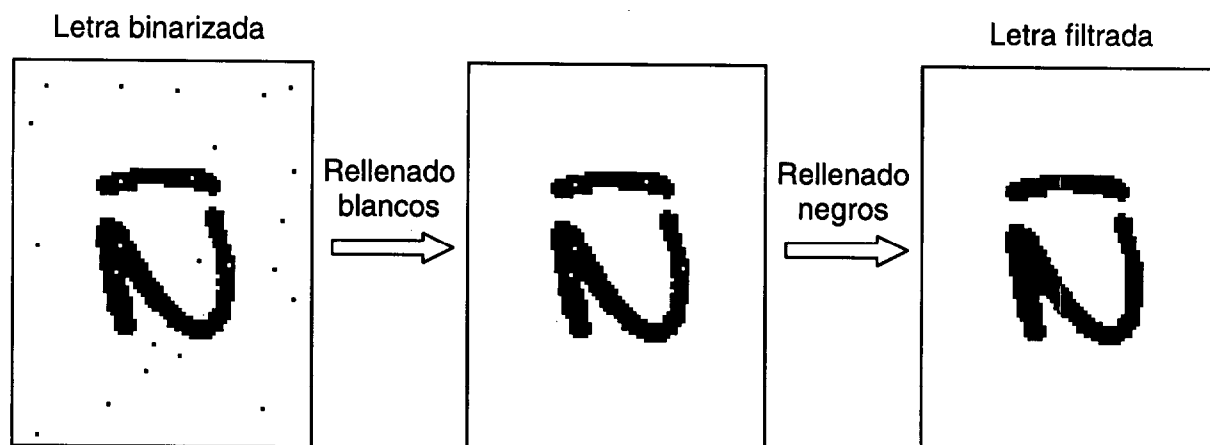 Letra binarizada
Rellenado
blancos
Rellenado
negros
Letra filtrada